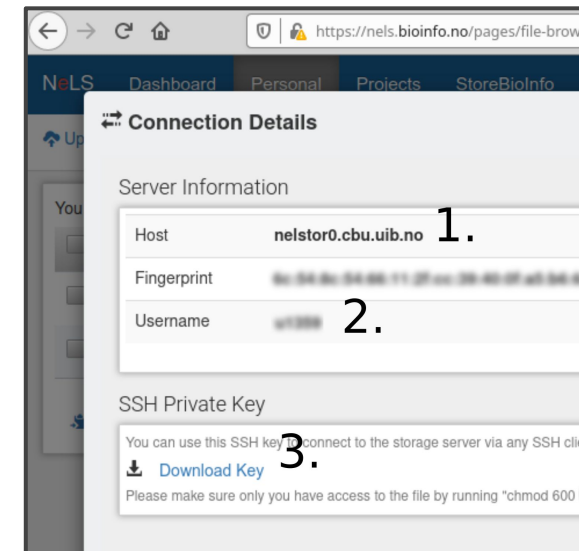 https://nels.bioinfo.no/pages/file-brow
NeLS Dashboard Personal Projects StoreBioInfo
Connection Details
Up
Server Information
You
Host nelstor0.cbu.uib.no 1.
Fingerprint
Username 2.
SSH Private Key
You can use this SSH key to connect to the storage server via any SSH cli
3.
Download Key
Please make sure only you have access to the file by running "chmod 600